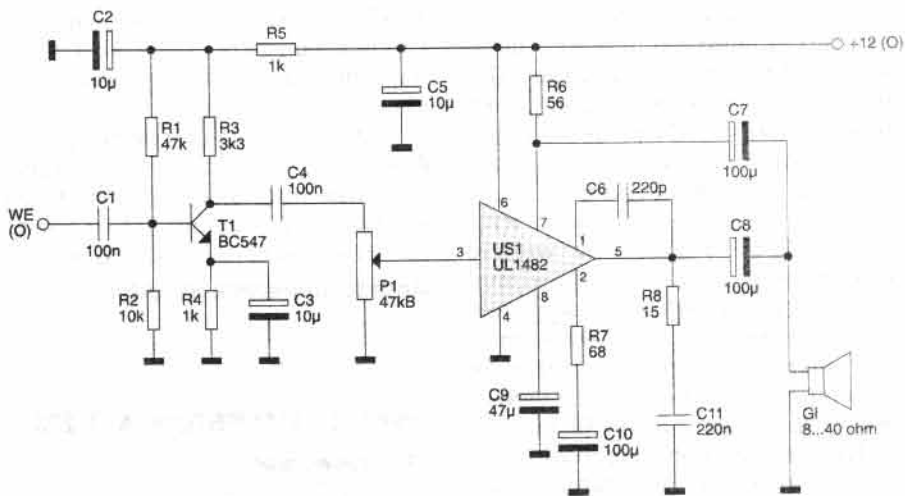 C2
10µ
R5
1k
+12 (O)
C5
10µ
R6
56
R1
47k
R3
3k3
C7
100µ
C4
100n
C6
220p
C1
WE
(O)
100n
T1
BC547
6
7
1
3
US1
UL1482
5
2
8
4
C8
100µ
P1
47kB
R2
10k
R4
1k
C3
10µ
R8
15
R7
68
C9
47µ
C10
100µ
C11
220n
Gl
8...40 ohm